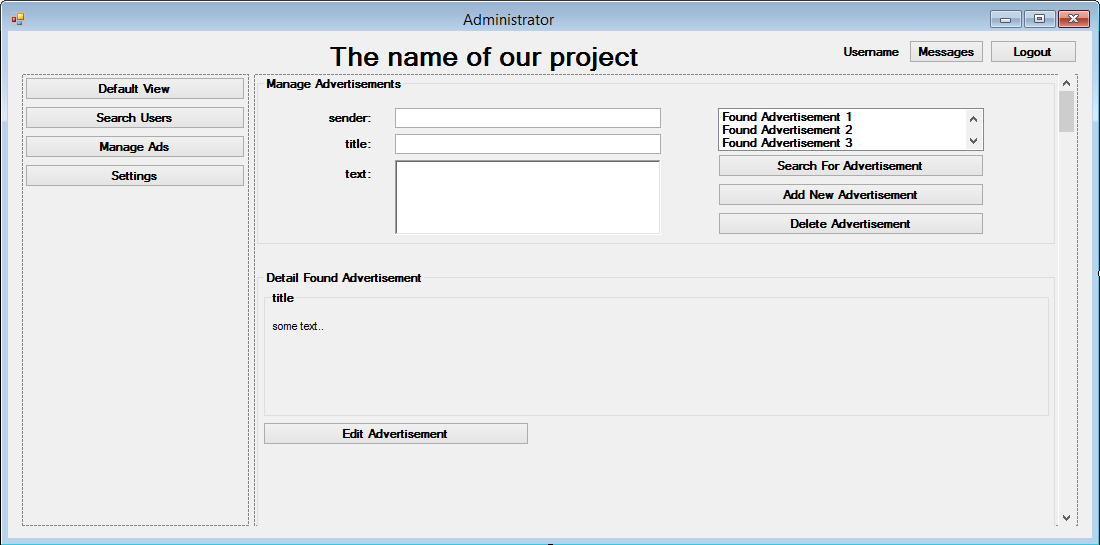 Administrator
The name of our project
Username
Messages
Logout
Default View
Search Users
Manage Ads
Settings
Manage Advertisements
sender:
title:
text:
Found Advertisement 1
Found Advertisement 2
Found Advertisement 3
Search For Advertisement
Add New Advertisement
Delete Advertisement
Detail Found Advertisement
title
some text..
Edit Advertisement